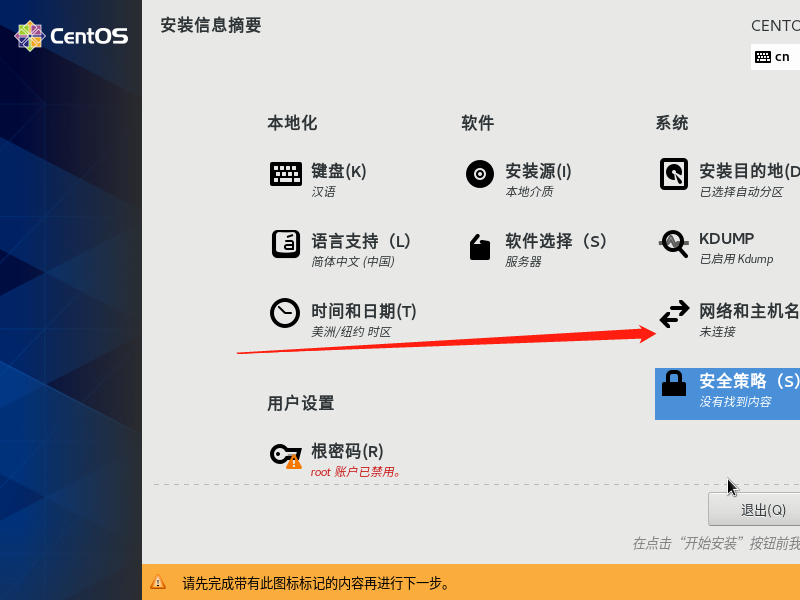 CentOS
安装信息摘要
CENTO
cn
本地化
软件
系统
键盘(K)
汉语
安装源(I)
本地介质
安装目的地(D
已选择自动分区
语言支持（L）
简体中文 (中国)
软件选择（S）
服务器
KDUMP
已启用 Kdump
时间和日期(T)
美洲/纽约 时区
网络和主机名
未连接
安全策略（S）
没有找到内容
用户设置
根密码(R)
root 账户已禁用。
退出(Q)
在点击“开始安装”按钮前我
请先完成带有此图标标记的内容再进行下一步。